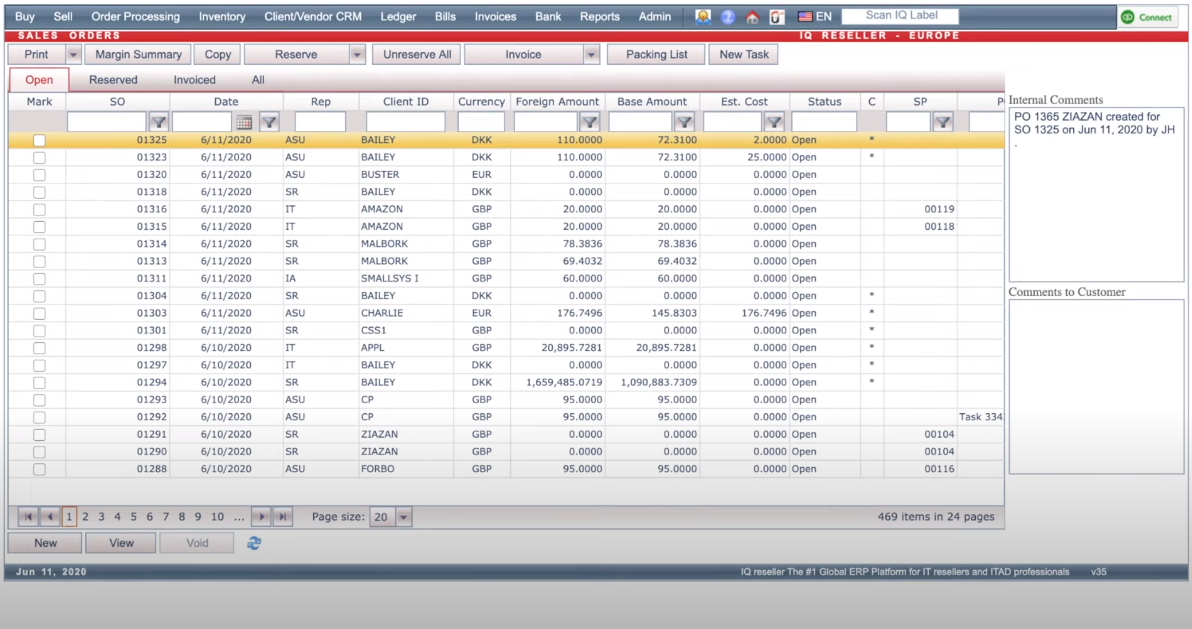 Buy Sell Order Processing Inventory Client/Vendor CRM Ledger Bills Invoices Bank Reports Admin EN Scan IQ Label Connect
SALES ORDERS IQ RESELLER - EUROPE
Print Margin Summary Copy Reserve Unreserve All Invoice Packing List New Task
Open Reserved Invoiced All
Mark SO Date Rep Client ID Currency Foreign Amount Base Amount Est. Cost Status C SP
01325 6/11/2020 ASU BAILEY DKK 110.0000 72.3100 2.0000 Open *
01323 6/11/2020 ASU BAILEY DKK 110.0000 72.3100 25.0000 Open *
01320 6/11/2020 ASU BUSTER EUR 0.0000 0.0000 0.0000 Open
01318 6/11/2020 SR BAILEY DKK 0.0000 0.0000 0.0000 Open
01316 6/11/2020 IT AMAZON GBP 20.0000 20.0000 0.0000 Open 00119
01315 6/11/2020 IT AMAZON GBP 20.0000 20.0000 0.0000 Open 00118
01314 6/11/2020 SR MALBORK GBP 78.3836 78.3836 0.0000 Open
01313 6/11/2020 SR MALBORK GBP 69.4032 69.4032 0.0000 Open
01311 6/11/2020 IA SMALLSYS I GBP 60.0000 60.0000 0.0000 Open
01304 6/11/2020 SR BAILEY DKK 0.0000 0.0000 0.0000 Open *
01303 6/11/2020 ASU CHARLIE EUR 176.7496 145.8303 176.7496 Open *
01301 6/11/2020 SR CSS1 GBP 0.0000 0.0000 0.0000 Open *
01298 6/10/2020 IT APPL GBP 20,895.7281 20,895.7281 0.0000 Open *
01297 6/10/2020 IT BAILEY DKK 0.0000 0.0000 0.0000 Open *
01294 6/10/2020 SR BAILEY DKK 1,659,485.0719 1,090,883.7309 0.0000 Open *
01293 6/10/2020 ASU CP GBP 95.0000 95.0000 0.0000 Open
01292 6/10/2020 ASU CP GBP 95.0000 95.0000 0.0000 Open Task 334
01291 6/10/2020 SR ZIAZAN GBP 0.0000 0.0000 0.0000 Open 00104
01290 6/10/2020 SR ZIAZAN GBP 0.0000 0.0000 0.0000 Open 00104
01288 6/10/2020 ASU FORBO GBP 95.0000 95.0000 0.0000 Open 00116
1 2 3 4 5 6 7 8 9 10 ... Page size: 20 469 items in 24 pages
New View Void
Internal Comments
PO 1365 ZIAZAN created for
SO 1325 on Jun 11, 2020 by JH
.
Comments to Customer
Jun 11, 2020 IQ reseller The #1 Global ERP Platform for IT resellers and ITAD professionals v35